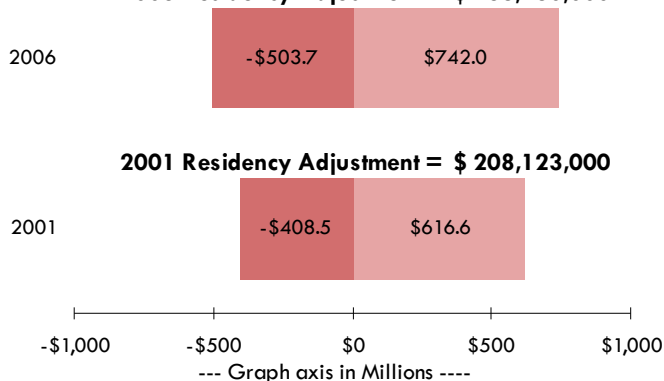 2006
-$503.7 $742.0
2001 Residency Adjustment = $ 208,123,000
2001
-$408.5 $616.6
-$1,000 -$500 $0 $500 $1,000
--- Graph axis in Millions ----